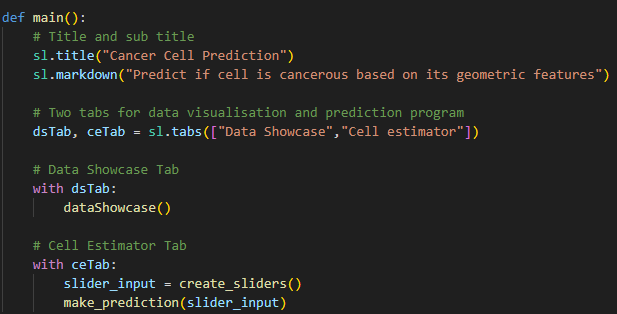 def main():
    # Title and sub title
    sl.title("Cancer Cell Prediction")
    sl.markdown("Predict if cell is cancerous based on its geometric features")

    # Two tabs for data visualisation and prediction program
    dsTab, ceTab = sl.tabs(["Data Showcase","Cell estimator"])

    # Data Showcase Tab
    with dsTab:
        dataShowcase()

    # Cell Estimator Tab
    with ceTab:
        slider_input = create_sliders()
        make_prediction(slider_input)